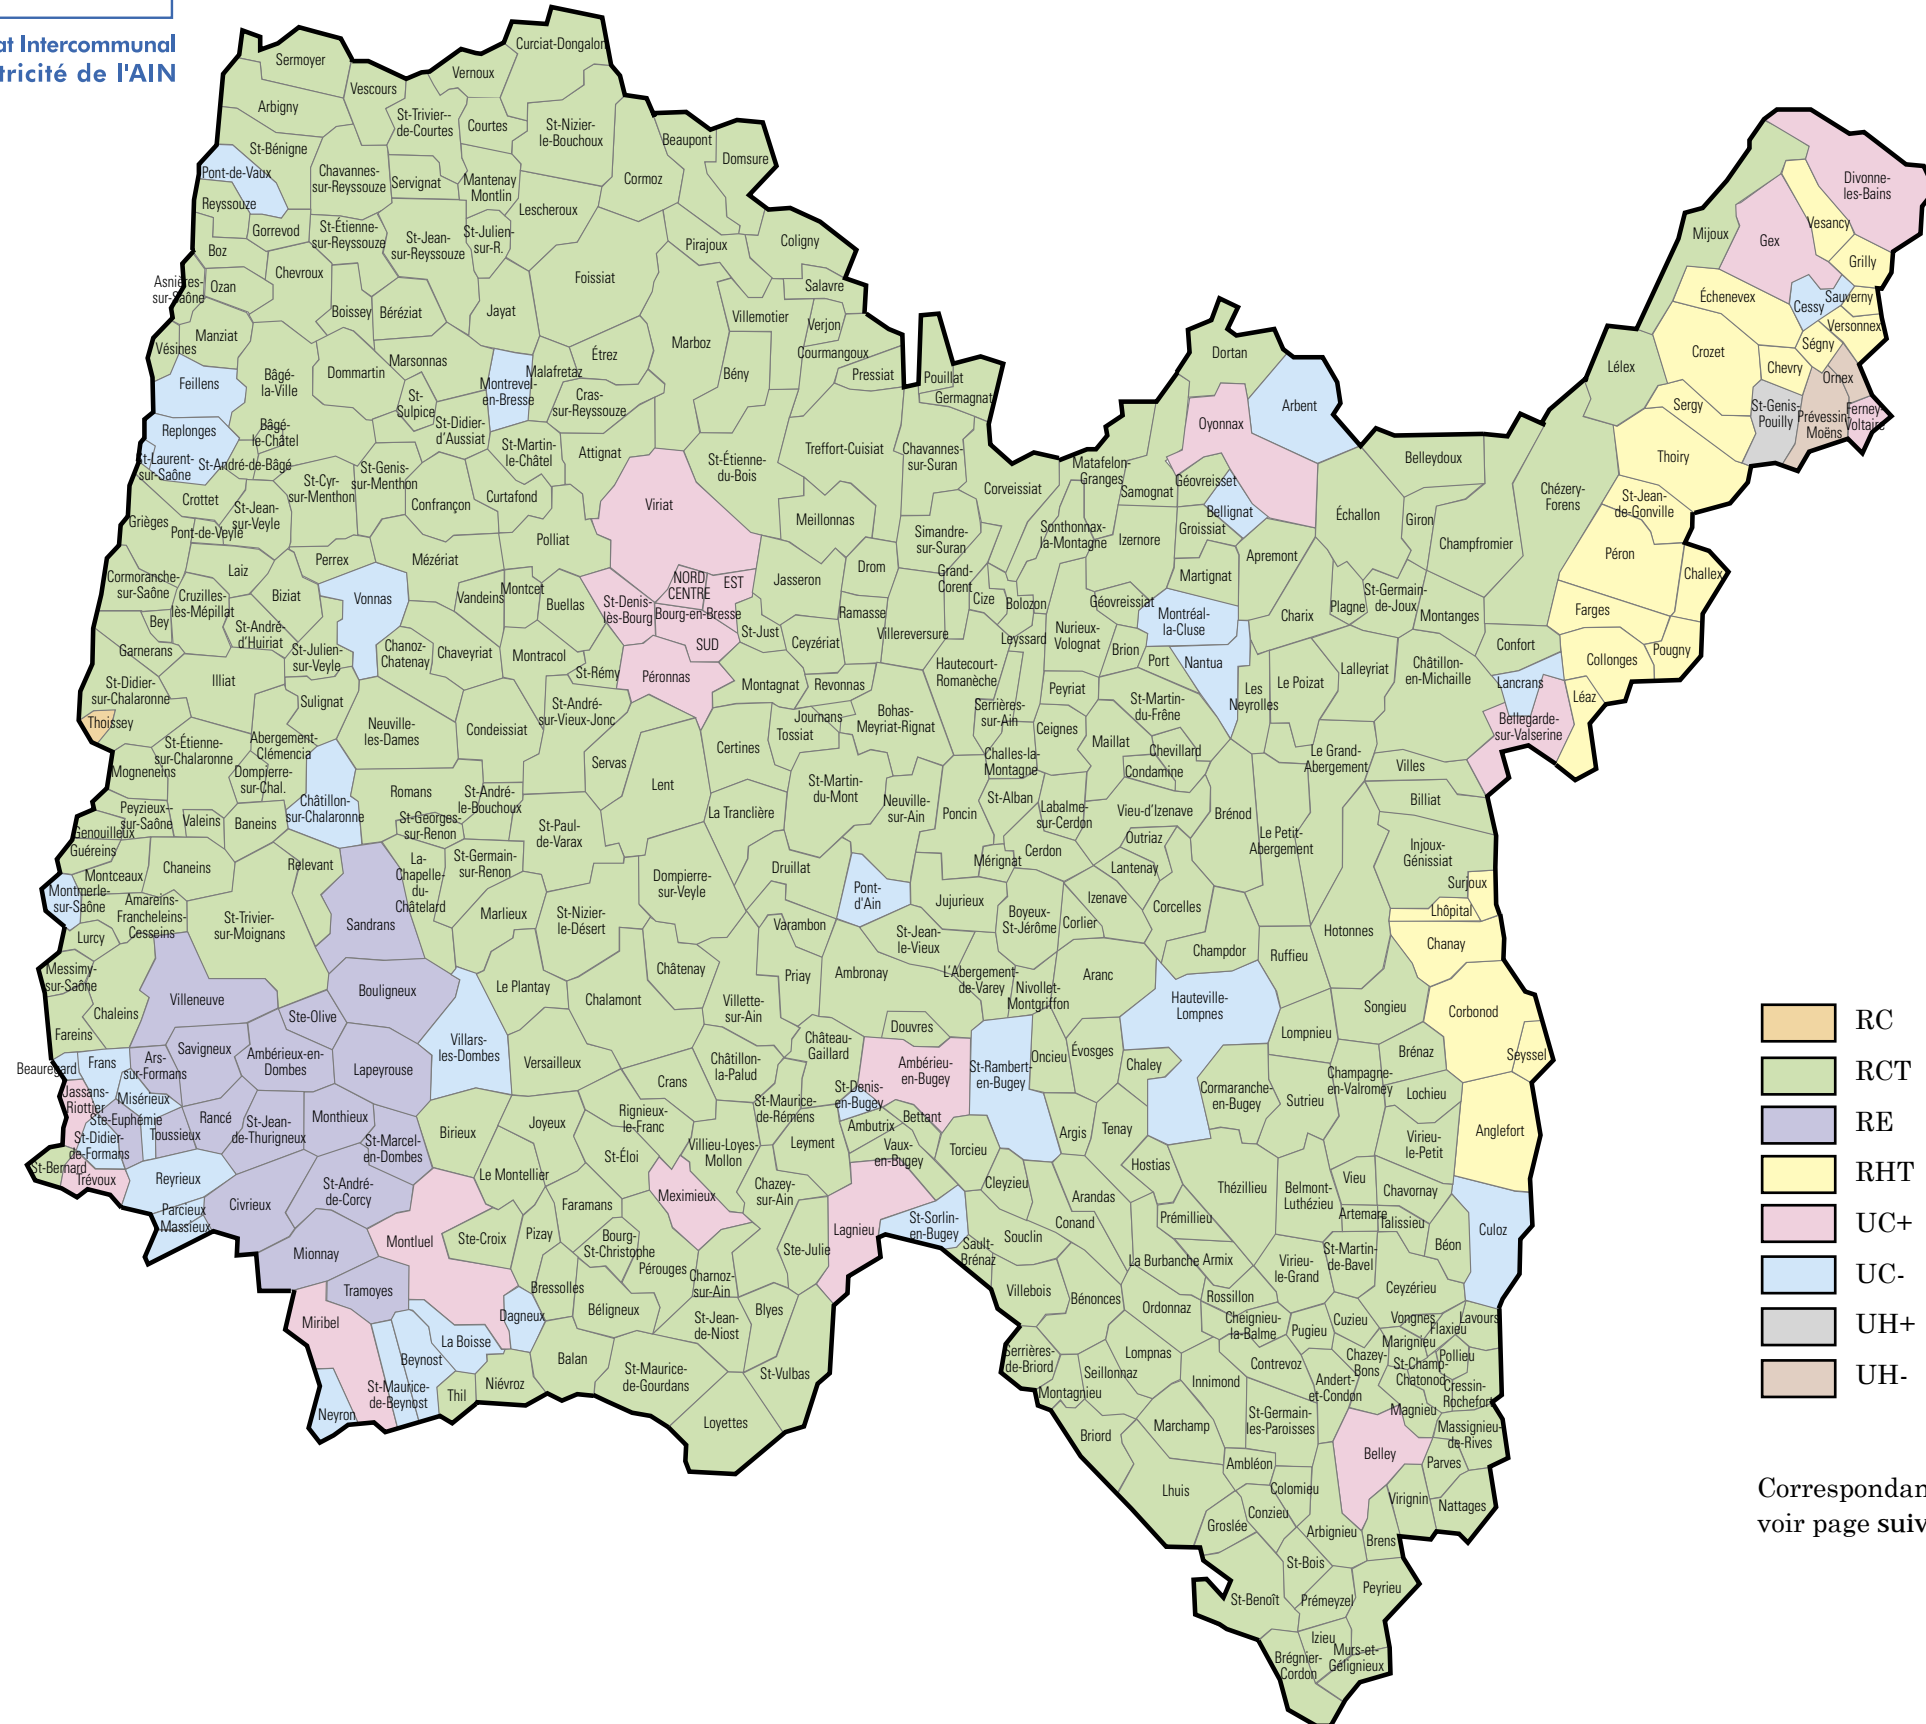 at Intercommunal
tricité de l'AIN
Curciat-Dongalon
Sermoyer
Vernoux
Vescours
Arbigny
St-Trivier-
de-Courtes
Courtes
St-Nizier-
le-Bouchoux
Beaupont
Domsure
St-Bénigne
Pont-de-Vaux
Chavannes-
sur-Reyssouze
Servignat
Mantenay
Montlin
Cormoz
Reyssouze
Lescheroux
Gorrevod
St-Étienne-
sur-Reyssouze
St-Jean-
sur-Reyssouze
St-Julien-
sur-R.
Pirajoux
Coligny
Boz
Chevroux
Foissiat
Asnières-
sur-Saône
Ozan
Salavre
Boissey
Béréziat
Jayat
Villemotier
Verjon
Manziat
Vésines
Marsonnas
Étrez
Marboz
Courmangoux
Feillens
Bâgé-
la-Ville
Dommartin
Montrevel-
en-Bresse
Malafretaz
Bény
Pressiat
Pouillat
Germagnat
St-
Sulpice
Cras-
sur-Reyssouze
Replonges
Bâgé-
le-Châtel
St-Didier-
d'Aussiat
St-Martin-
le-Châtel
Attignat
St-Étienne-
du-Bois
Treffort-Cuisiat
Chavannes-
sur-Suran
St-Laurent-
sur-Saône
St-André-de-Bâgé
St-Cyr-
sur-Menthon
St-Genis-
sur-Menthon
Confrançon
Curtafond
Viriat
Corveissiat
Crottet
St-Jean-
sur-Veyle
Grièges
Pont-de-Veyle
Meillonnas
Simandre-
sur-Suran
Polliat
Perrex
Mézériat
Laiz
Cormoranche-
sur-Saône
Cruzilles-
lès-Mépillat
Biziat
Vonnas
Vandeins
Montcet
Buellas
St-Denis-
lès-Bourg
NORD
CENTRE
EST
Bourg-en-Bresse
SUD
Jasseron
Drom
Ramasse
Grand-
Corent
Cize
Bolozon
Bey
St-André-
d'Huiriat
Garnerans
St-Julien-
sur-Veyle
Chanoz-
Chatenay
Chaveyriat
Montracol
St-Rémy
Péronnas
St-Just
Ceyzériat
Villereversure
Leyssard
St-Didier-
sur-Chalaronne
Illiat
Sulignat
Montagnat
Revonnas
Hautecourt-
Romanèche
Thoissey
Neuville-
les-Dames
Condeissiat
St-André-
sur-Vieux-Jonc
Journans
Tossiat
Bohas-
Meyriat-Rignat
Serrières-
sur-Ain
St-Étienne-
sur-Chalaronne
Abergement-
Clémencia
Certines
Mogneneins
Dompierre-
sur-Chal.
Servas
Lent
Challes-la-
Montagne
Peyzieux-
sur-Saône
Valeins
Baneins
Châtillon-
sur-Chalaronne
Romans
St-André-
le-Bouchoux
St-Georges-
sur-Renon
La Tranclière
St-Martin-
du-Mont
Neuville-
sur-Ain
Poncin
St-Alban
Labalme-
sur-Cerdon
Genouilleux
Guéreins
St-Paul-
de-Varax
Montceaux
Chaneins
Relevant
La-
Chapelle-
du-
Châtelard
St-Germain-
sur-Renon
Dompierre-
sur-Veyle
Druillat
Mérignat
Cerdon
Montmerle-
sur-Saône
Amareins-
Francheleins-
Cesseins
St-Trivier-
sur-Moignans
Sandrans
Marlieux
St-Nizier-
le-Désert
Pont-
d'Ain
Jujurieux
Boyeux-
St-Jérôme
Lurcy
Varambon
St-Jean-
le-Vieux
Messimy-
sur-Saône
Villeneuve
Bouligneux
Le Plantay
Chalamont
Châtenay
Villette-
sur-Ain
Priay
Ambronay
L'Abergement-
de-Varey
Nivollet-
Montgriffon
Chaleins
Ste-Olive
Fareins
Savigneux
Villars-
les-Dombes
Versailleux
Château-
Gaillard
Douvres
Beauregard
Frans
Ars-
sur-Formans
Ambérieux-en-
Dombes
Lapeyrouse
Crans
Châtillon-
la-Palud
Ambérieu-
en-Bugey
St-Rambert-
en-Bugey
Oncieu
Évosges
Jassans-
Riottier
Misérieux
Ste-Euphémie
Toussieux
Rancé
St-Jean-
de-Thurigneux
Monthieux
St-Marcel-
en-Dombes
Birieux
Joyeux
Rignieux-
le-Franc
St-Maurice-
de-Rémens
St-Denis-
en-Bugey
Bettant
Ambutrix
St-Didier-
de-Formans
St-Bernard
Trévoux
Reyrieux
Civrieux
St-André-
de-Corcy
Le Montellier
St-Éloi
Villieu-Loyes-
Mollon
Leyment
Vaux-
en-Bugey
Torcieu
Argis
Tenay
Parcieux
Massieux
Mionnay
Montluel
Ste-Croix
Pizay
Faramans
Meximieux
Chazey-
sur-Ain
Lagnieu
St-Sorlin-
en-Bugey
Cleyzieu
Bourg-
St-Christophe
Pérouges
Ste-Julie
Souclin
Sault-
Brénaz
Tramoyes
Bressolles
Charnoz-
sur-Ain
Miribel
Dagneux
Béligneux
St-Jean-
de-Niost
Blyes
Villebois
La Boisse
Beynost
Balan
St-Maurice-
de-Gourdans
St-Vulbas
St-Maurice-
de-Beynost
Neyron
Thil
Niévroz
Loyettes
Dortan
Arbent
Oyonnax
Matafelon-
Granges
Samognat
Géovreisset
Bellignat
Belleydoux
Échallon
Giron
Champfromier
Chézery-
Forens
Sonthonnax-
la-Montagne
Izernore
Groissiat
Apremont
Martignat
Géovreissiat
Montréal-
la-Cluse
Charix
Plagne
St-Germain-
de-Joux
Montanges
Nurieux-
Volognat
Brion
Port
Nantua
Les
Neyrolles
Le Poizat
Lalleyriat
Châtillon-
en-Michaille
Confort
Lancrans
Bellegarde-
sur-Valserine
Léaz
Peyriat
St-Martin-
du-Frêne
Ceignes
Maillat
Chevillard
Condamine
Le Grand-
Abergement
Villes
Billiat
Vieu-d'Izenave
Brénod
Le Petit-
Abergement
Outriaz
Lantenay
Injoux-
Génissiat
Surjoux
Lhôpital
Izenave
Corlier
Corcelles
Champdor
Ruffieu
Hotonnes
Chanay
Aranc
Hauteville-
Lompnes
Songieu
Corbonod
Lompnieu
Brénaz
Seyssel
Chaley
Cormaranche-
en-Bugey
Champagne-
en-Valromey
Lochieu
Sutrieu
Anglefort
Virieu-
le-Petit
Hostias
Thézillieu
Belmont-
Luthézieu
Vieu
Chavornay
Arandas
Prémillieu
Artemare
Talissieu
Culoz
Conand
Béon
La Burbanche
Armix
Virieu-
le-Grand
St-Martin-
de-Bavel
Ceyzérieu
Bénonces
Ordonnaz
Rossillon
Cheignieu-
la-Balme
Pugieu
Cuzieu
Vongnes
Flaxieu
Lavours
Marignieu
Pollieu
Serrières-
de-Briord
Lompnas
Seillonnaz
Contrevoz
Chazey-
Bons
St-Champ-
Chatonod
Cressin-
Rochefort
Montagnieu
Innimond
Andert-
et-Condon
Magnieu
Massignieu-
de-Rives
Briord
Marchamp
St-Germain-
les-Paroisses
Belley
Parves
Ambléon
Colomieu
Lhuis
Virignin
Nattages
Groslée
Conzieu
Arbignieu
Brens
St-Bois
St-Benoît
Prémeyzel
Peyrieu
Izieu
Murs-et-
Gélignieux
Brégnier-
Cordon
Divonne-
les-Bains
Vesancy
Gex
Mijoux
Grilly
Échenevex
Cessy
Sauverny
Versonnex
Crozet
Ségny
Lélex
Chevry
Ornex
Sergy
St-Genis-
Pouilly
Prévessin-
Moëns
Ferney-
Voltaire
Thoiry
St-Jean-
de-Gonville
Péron
Challex
Farges
Collonges
Pougny
RC
RCT
RE
RHT
UC+
UC-
UH+
UH-
Correspondan
voir page suiv